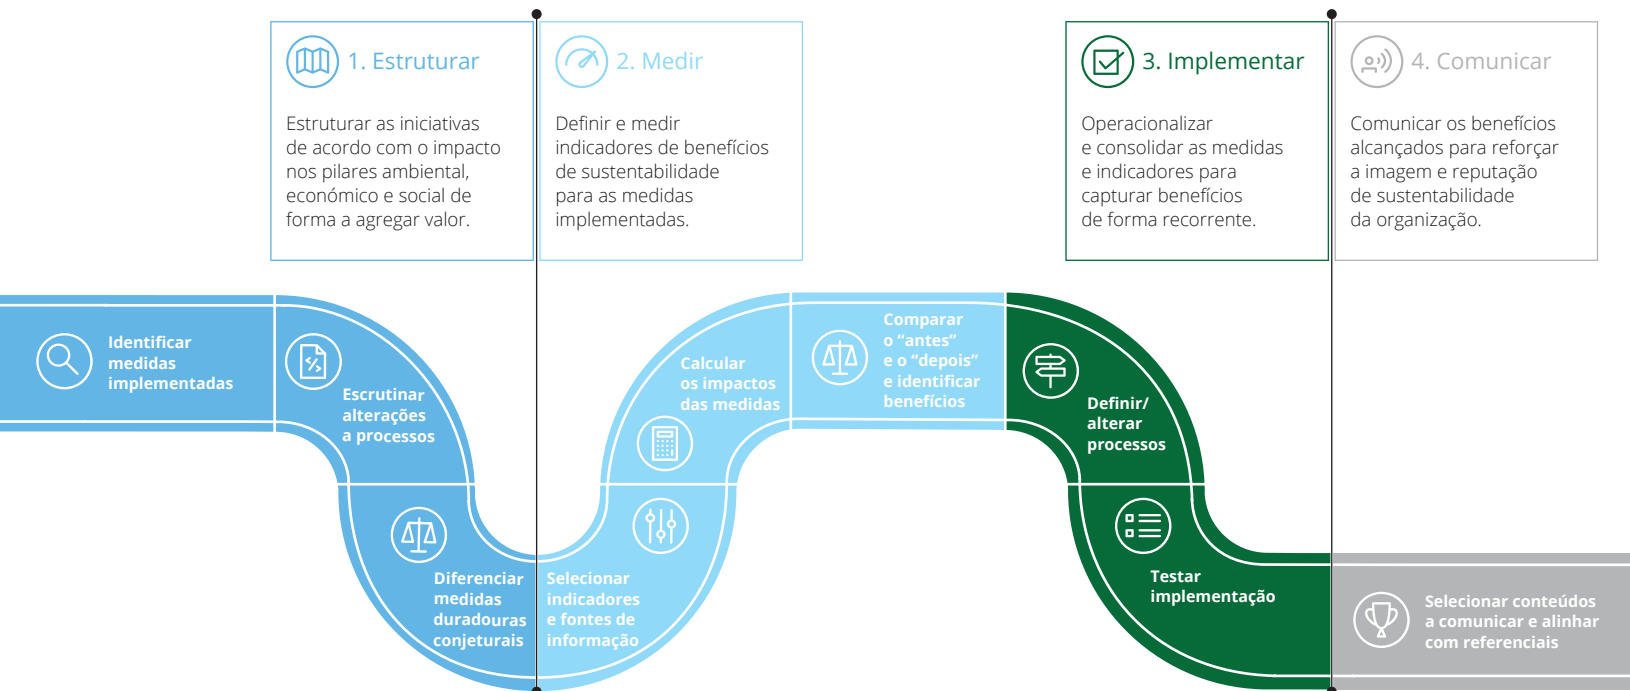 1. Estruturar
Estruturar as iniciativas
de acordo com o impacto
nos pilares ambiental,
económico e social de
forma a agregar valor.
2. Medir
Definir e medir
indicadores de benefícios
de sustentabilidade
para as medidas
implementadas.
3. Implementar
Operacionalizar
e consolidar as medidas
e indicadores para
capturar benefícios
de forma recorrente.
4. Comunicar
Comunicar os benefícios
alcançados para reforçar
a imagem e reputação
de sustentabilidade
da organização.
Identificar
medidas
implementadas
Escrutinar
alterações
a processos
Diferenciar
medidas
duradouras
conjeturais
Selecionar
indicadores
e fontes de
informação
Calcular
os impactos
das medidas
Comparar
o “antes”
e o “depois”
e identificar
benefícios
Definir/
alterar
processos
Testar
implementação
Selecionar conteúdos
a comunicar e alinhar
com referenciais